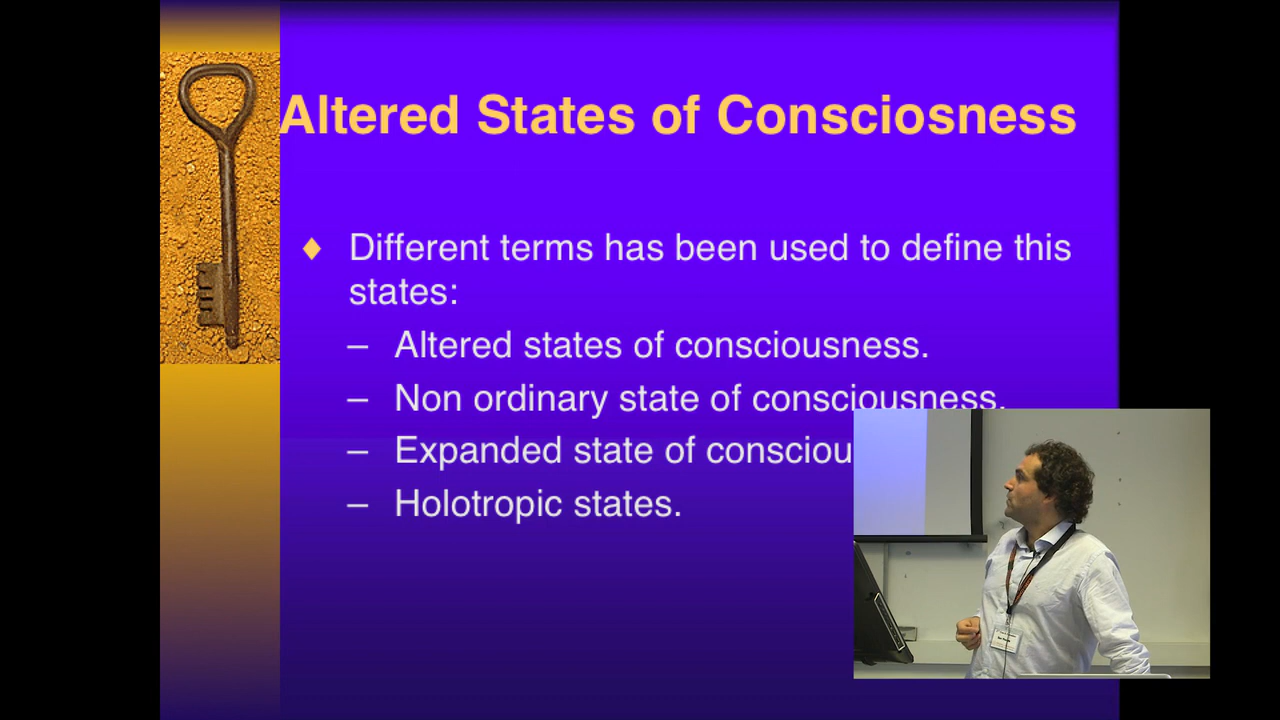 Altered States of Consciosness
♦ Different terms has been used to define this
states:
– Altered states of consciousness.
– Non ordinary state of consciousness.
– Expanded state of
– Holotropic states.